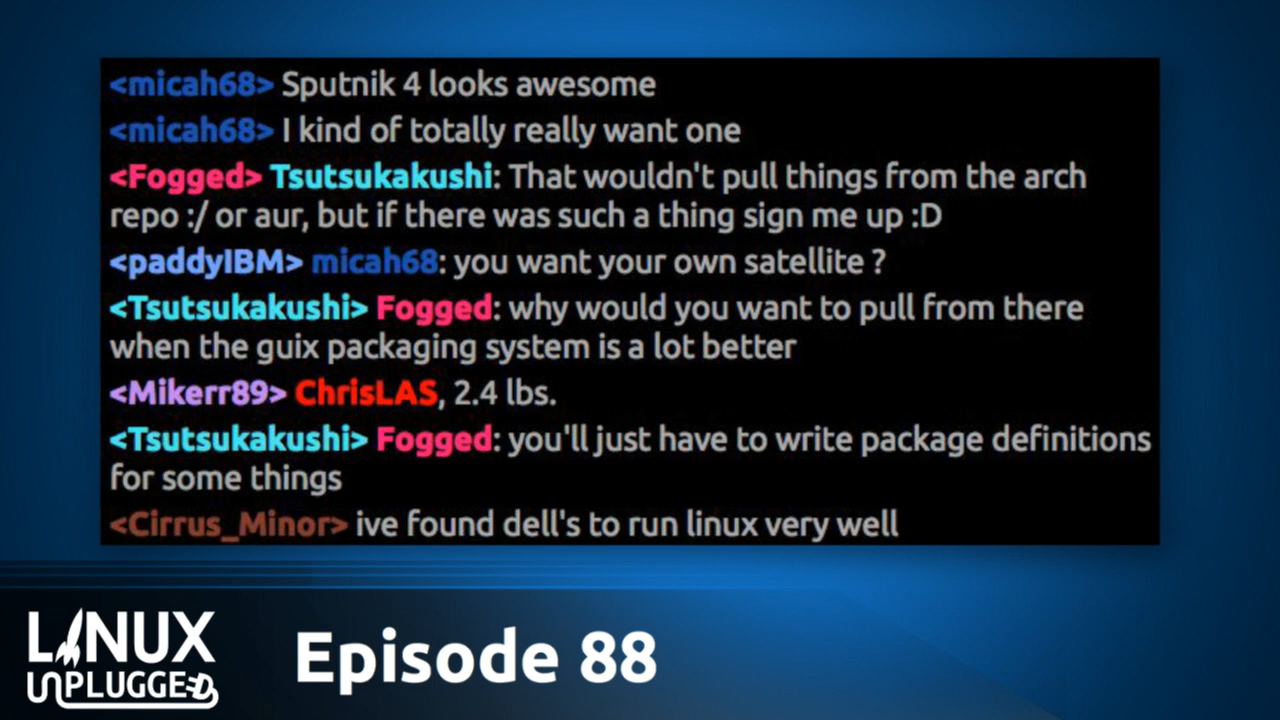 <micah68> Sputnik 4 looks awesome
<micah68> I kind of totally really want one
<Fogged> Tsutsukakushi: That wouldn't pull things from the arch
repo :/ or aur, but if there was such a thing sign me up :D
<paddyIBM> micah68: you want your own satellite ?
<Tsutsukakushi> Fogged: why would you want to pull from there
when the guix packaging system is a lot better
<Mikerr89> ChrisLAS, 2.4 lbs.
<Tsutsukakushi> Fogged: you'll just have to write package definitions
for some things
<Cirrus_Minor> ive found dell's to run linux very well
LINUX
UNPLUGGED
Episode 88